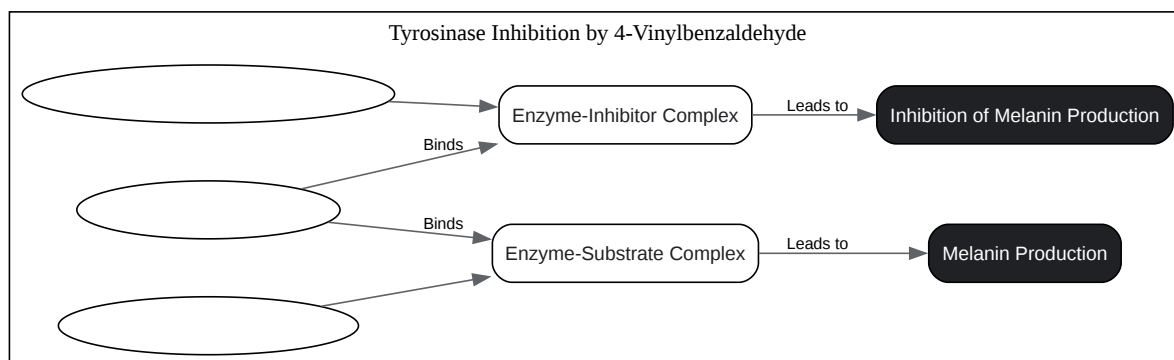 Tyrosinase Inhibition by 4-Vinylbenzaldehyde
Enzyme-Inhibitor Complex
Leads to
Inhibition of Melanin Production
Binds
Binds
Enzyme-Substrate Complex
Leads to
Melanin Production